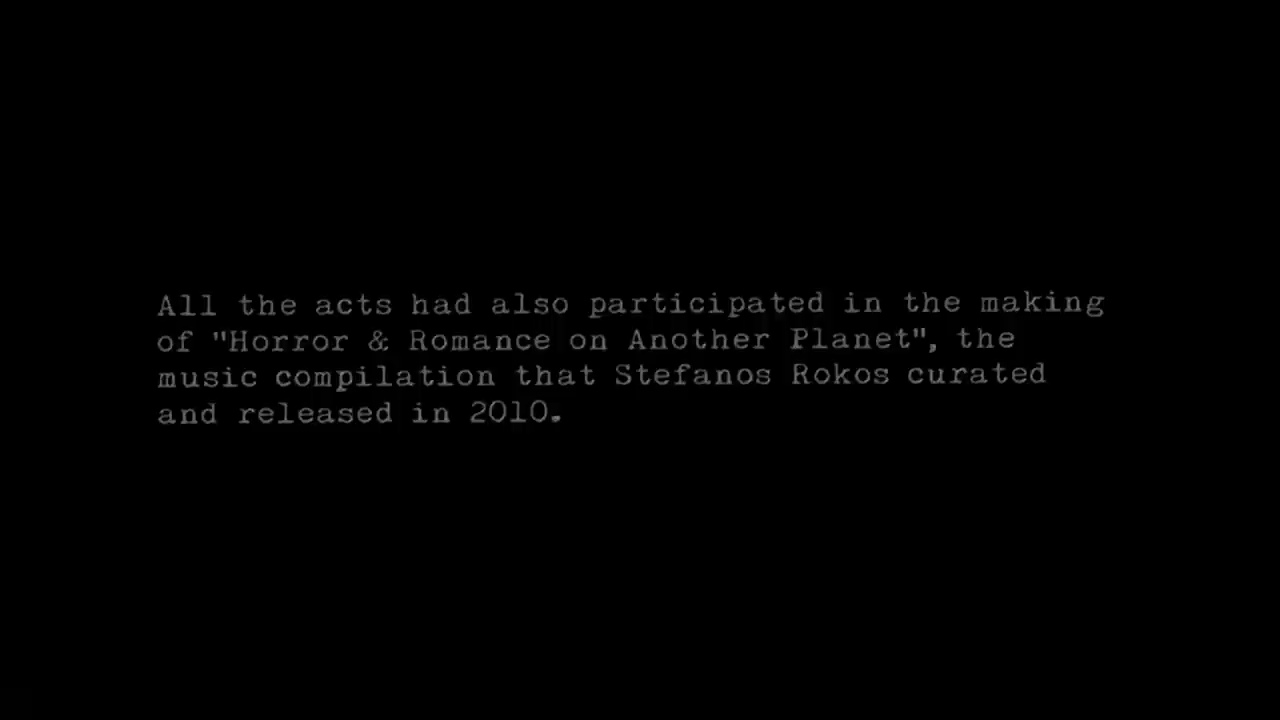 All the acts had also participated in the making
of "Horror & Romance on Another Planet", the
music compilation that Stefanos Rokos curated
and released in 2010.